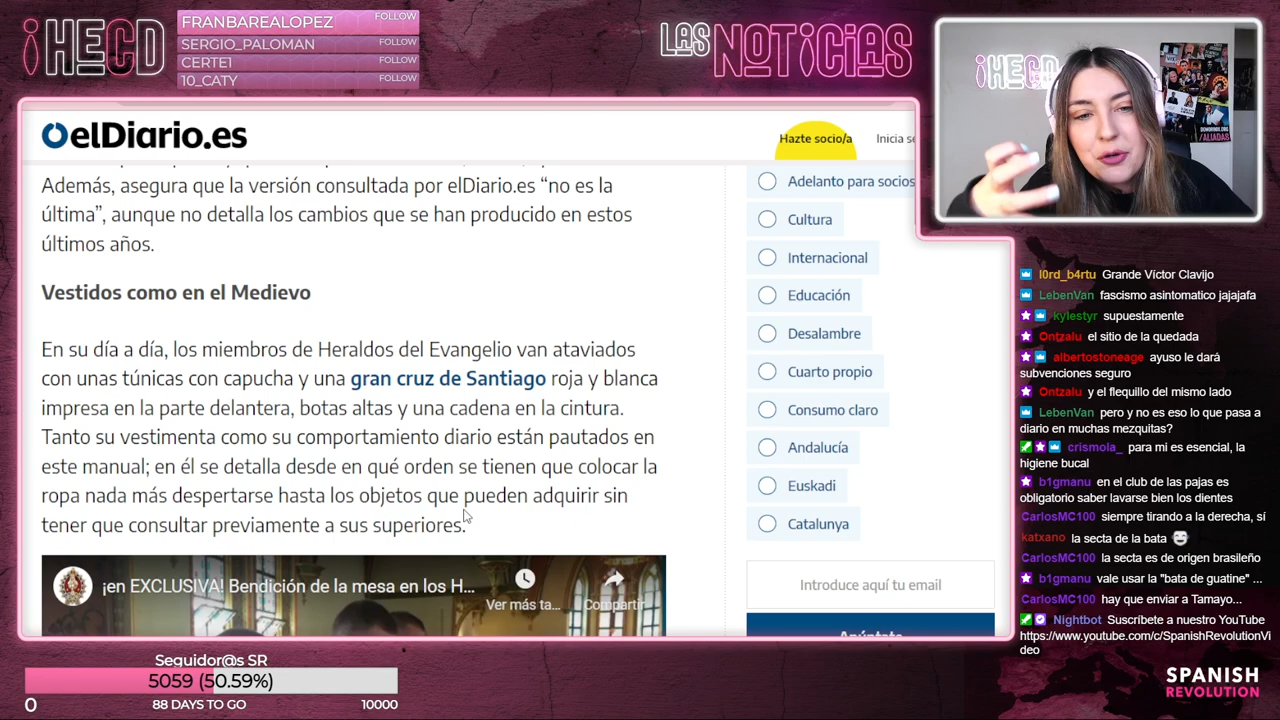 ¡HECD
FRANBAREALOPEZ FOLLOW
SERGIO_PALOMAN FOLLOW
CERTE1 FOLLOW
10_CATY FOLLOW
LAS NOTICIAS
¡HECD
/ALIADAS
elDiario.es
Hazte socio/a
Inicia se
Además, asegura que la versión consultada por elDiario.es “no es la
última”, aunque no detalla los cambios que se han producido en estos
últimos años.
Vestidos como en el Medievo
En su día a día, los miembros de Heraldos del Evangelio van ataviados
con unas túnicas con capucha y una gran cruz de Santiago roja y blanca
impresa en la parte delantera, botas altas y una cadena en la cintura.
Tanto su vestimenta como su comportamiento diario están pautados en
este manual; en él se detalla desde en qué orden se tienen que colocar la
ropa nada más despertarse hasta los objetos que pueden adquirir sin
tener que consultar previamente a sus superiores.
¡en EXCLUSIVA! Bendición de la mesa en los H...
Ver más ta...
Compartir
Adelanto para socios
Cultura
Internacional
Educación
Desalambre
Cuarto propio
Consumo claro
Andalucía
Euskadi
Catalunya
Introduce aquí tu email
Apúntate
l0rd_b4rtu Grande Víctor Clavijo
LebenVan fascismo asintomatico jajajafa
kylestyr supuestamente
Ontzalu el sitio de la quedada
albertostoneage ayuso le dará
subvenciones seguro
Ontzalu y el flequillo del mismo lado
LebenVan pero y no es eso lo que pasa a
diario en muchas mezquitas?
crismola_ para mi es esencial, la
higiene bucal
b1gmanu en el club de las pajas es
obligatorio saber lavarse bien los dientes
CarlosMC100 siempre tirando a la derecha, sí
katxano la secta de la bata
CarlosMC100 la secta es de origen brasileño
b1gmanu vale usar la "bata de guatine" ...
CarlosMC100 hay que enviar a Tamayo...
Nightbot Suscríbete a nuestro YouTube
https://www.youtube.com/c/SpanishRevolutionVi
deo
Seguidor@s SR
5059 (50.59%)
0 88 DAYS TO GO 10000
SPANISH
REVOLUTION